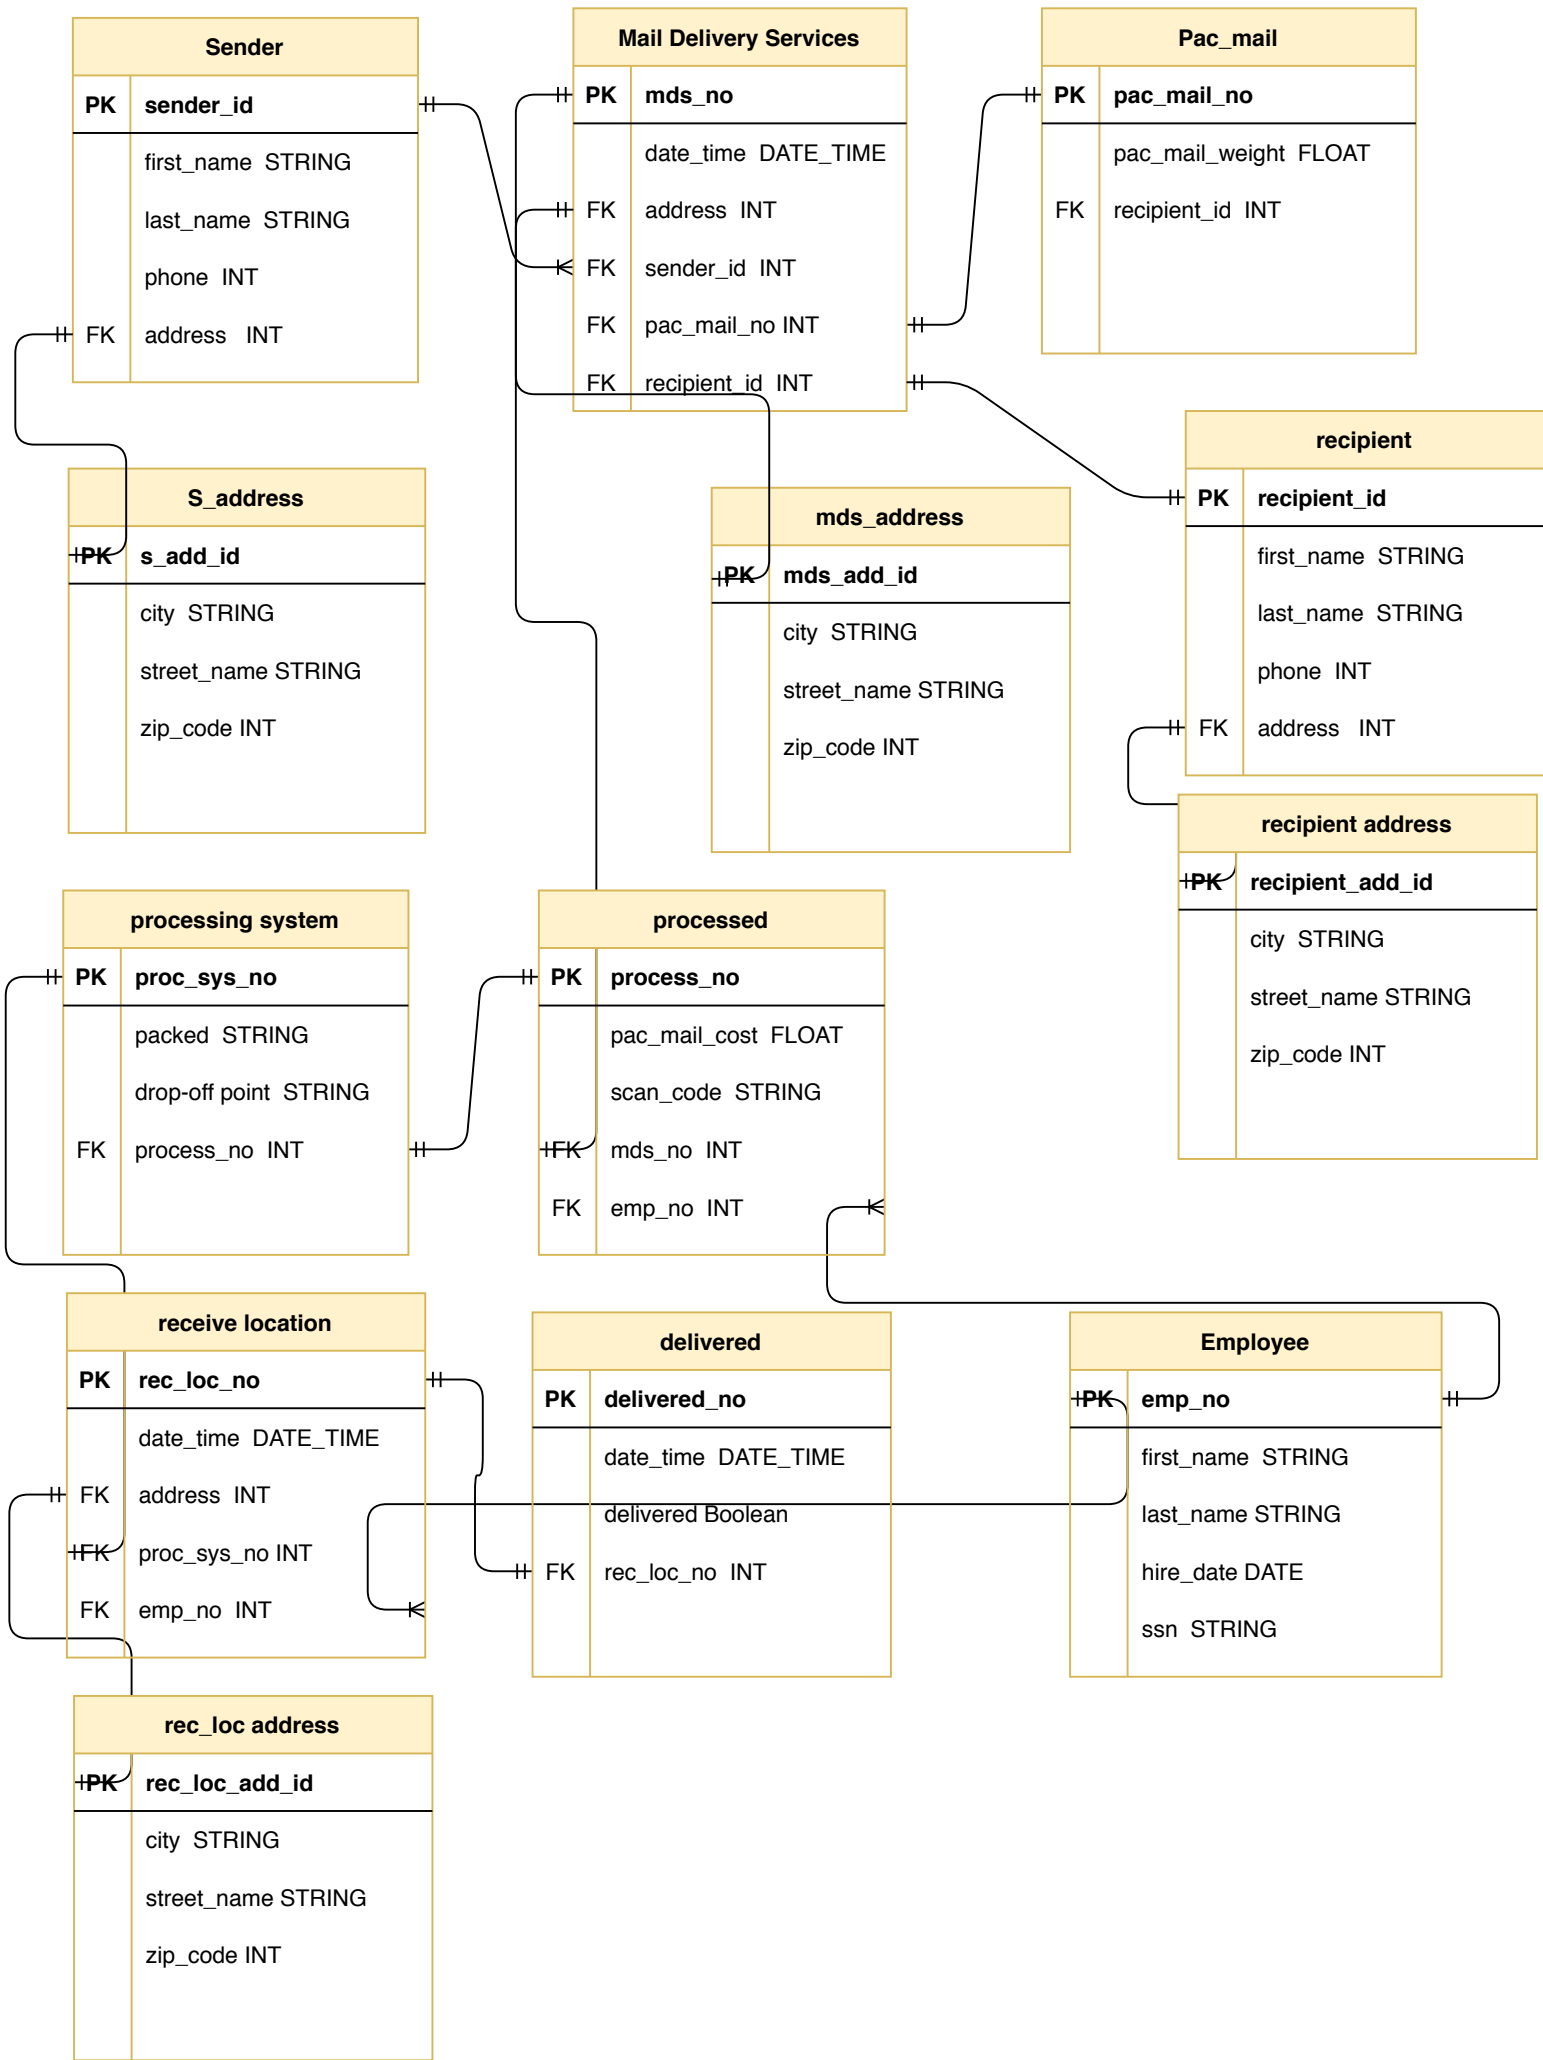 Sender
PK sender_id
first_name STRING
last_name STRING
phone INT
FK address INT
Mail Delivery Services
PK mds_no
date_time DATE_TIME
FK address INT
FK sender_id INT
FK pac_mail_no INT
FK recipient_id INT
Pac_mail
PK pac_mail_no
pac_mail_weight FLOAT
FK recipient_id INT
S_address
PK s_add_id
city STRING
street_name STRING
zip_code INT
mds_address
PK mds_add_id
city STRING
street_name STRING
zip_code INT
recipient
PK recipient_id
first_name STRING
last_name STRING
phone INT
FK address INT
recipient address
PK recipient_add_id
city STRING
street_name STRING
zip_code INT
processing system
PK proc_sys_no
packed STRING
drop-off point STRING
FK process_no INT
processed
PK process_no
pac_mail_cost FLOAT
scan_code STRING
FK mds_no INT
FK emp_no INT
receive location
PK rec_loc_no
date_time DATE_TIME
FK address INT
FK proc_sys_no INT
FK emp_no INT
delivered
PK delivered_no
date_time DATE_TIME
delivered Boolean
FK rec_loc_no INT
Employee
PK emp_no
first_name STRING
last_name STRING
hire_date DATE
ssn STRING
rec_loc address
PK rec_loc_add_id
city STRING
street_name STRING
zip_code INT